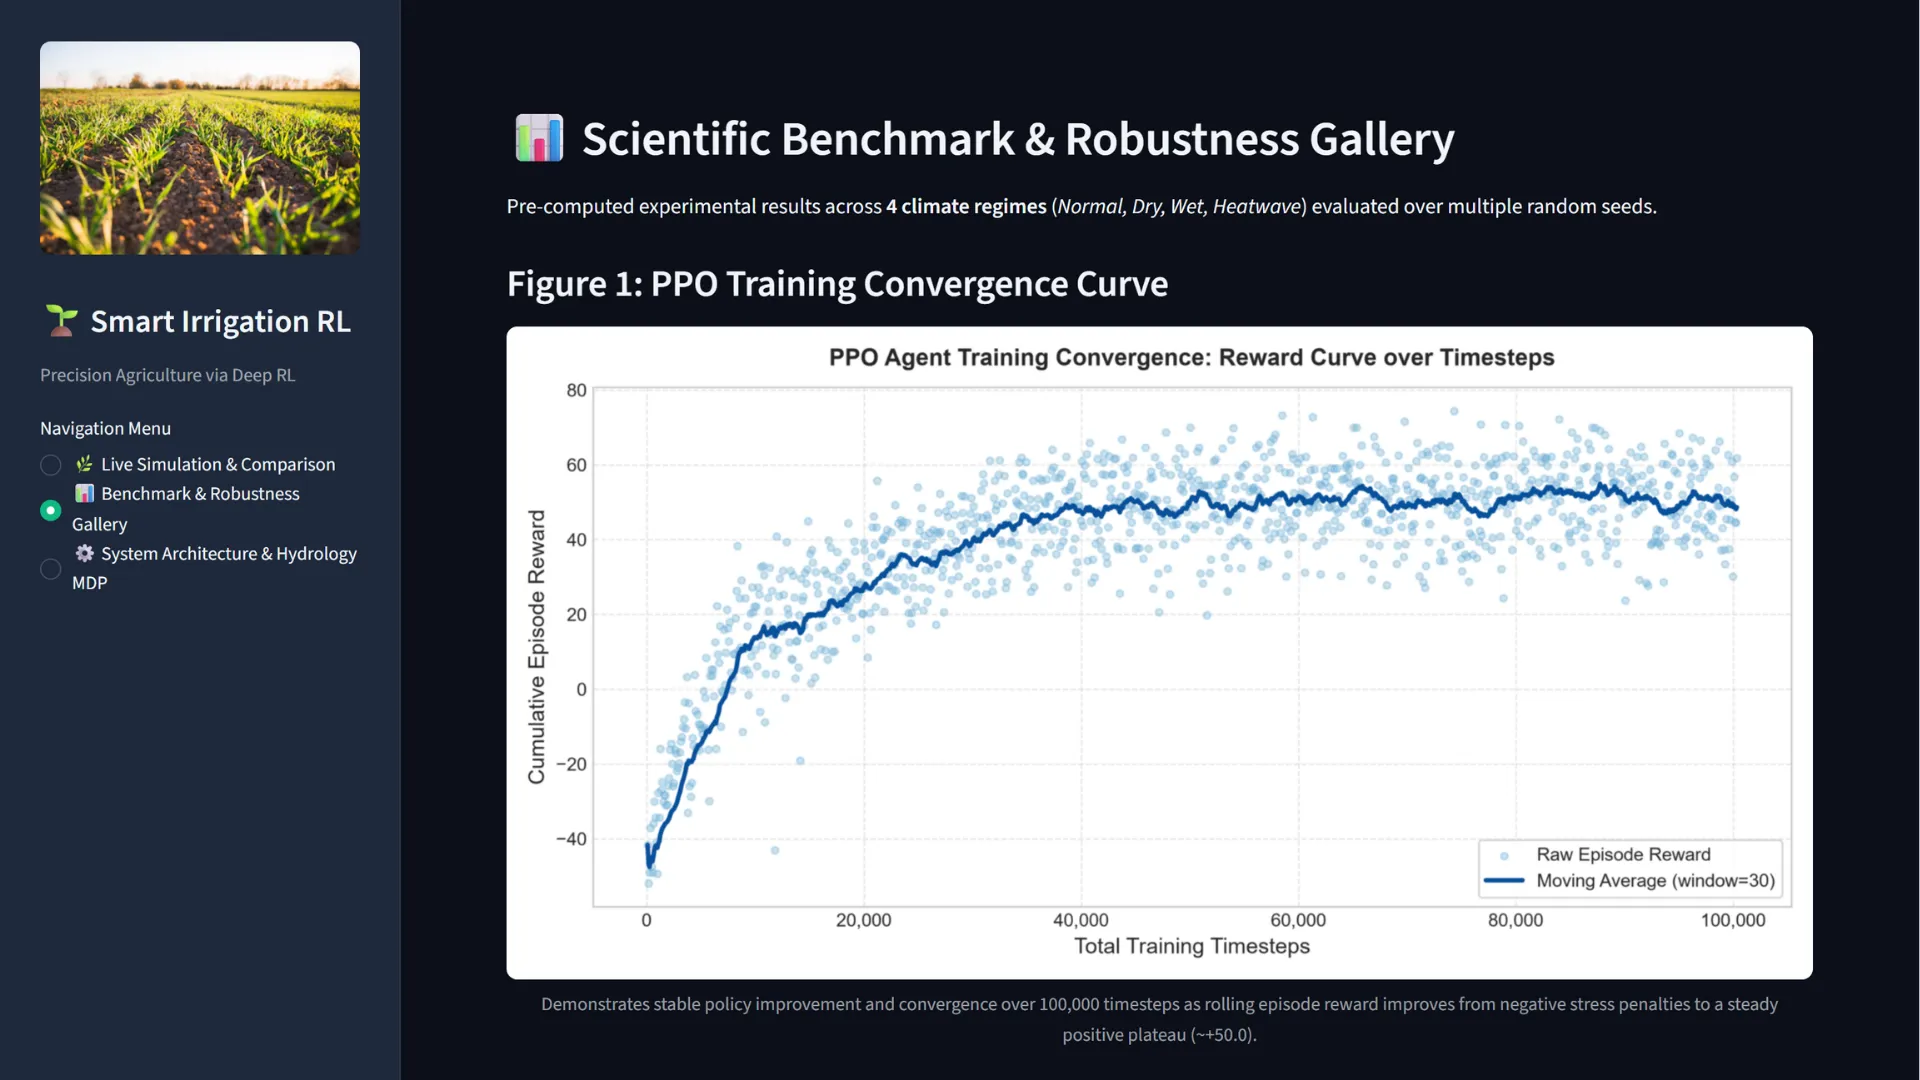 Smart Irrigation RL
Precision Agriculture via Deep RL
Navigation Menu
Live Simulation & Comparison
Benchmark & Robustness
Gallery
System Architecture & Hydrology
MDP
Scientific Benchmark & Robustness Gallery
Pre-computed experimental results across 4 climate regimes (Normal, Dry, Wet, Heatwave) evaluated over multiple random seeds.
Figure 1: PPO Training Convergence Curve
PPO Agent Training Convergence: Reward Curve over Timesteps
Cumulative Episode Reward
80
60
40
20
0
−20
−40
Raw Episode Reward
Moving Average (window=30)
0 20,000 40,000 60,000 80,000 100,000
Total Training Timesteps
Demonstrates stable policy improvement and convergence over 100,000 timesteps as rolling episode reward improves from negative stress penalties to a steady
positive plateau (~+50.0).